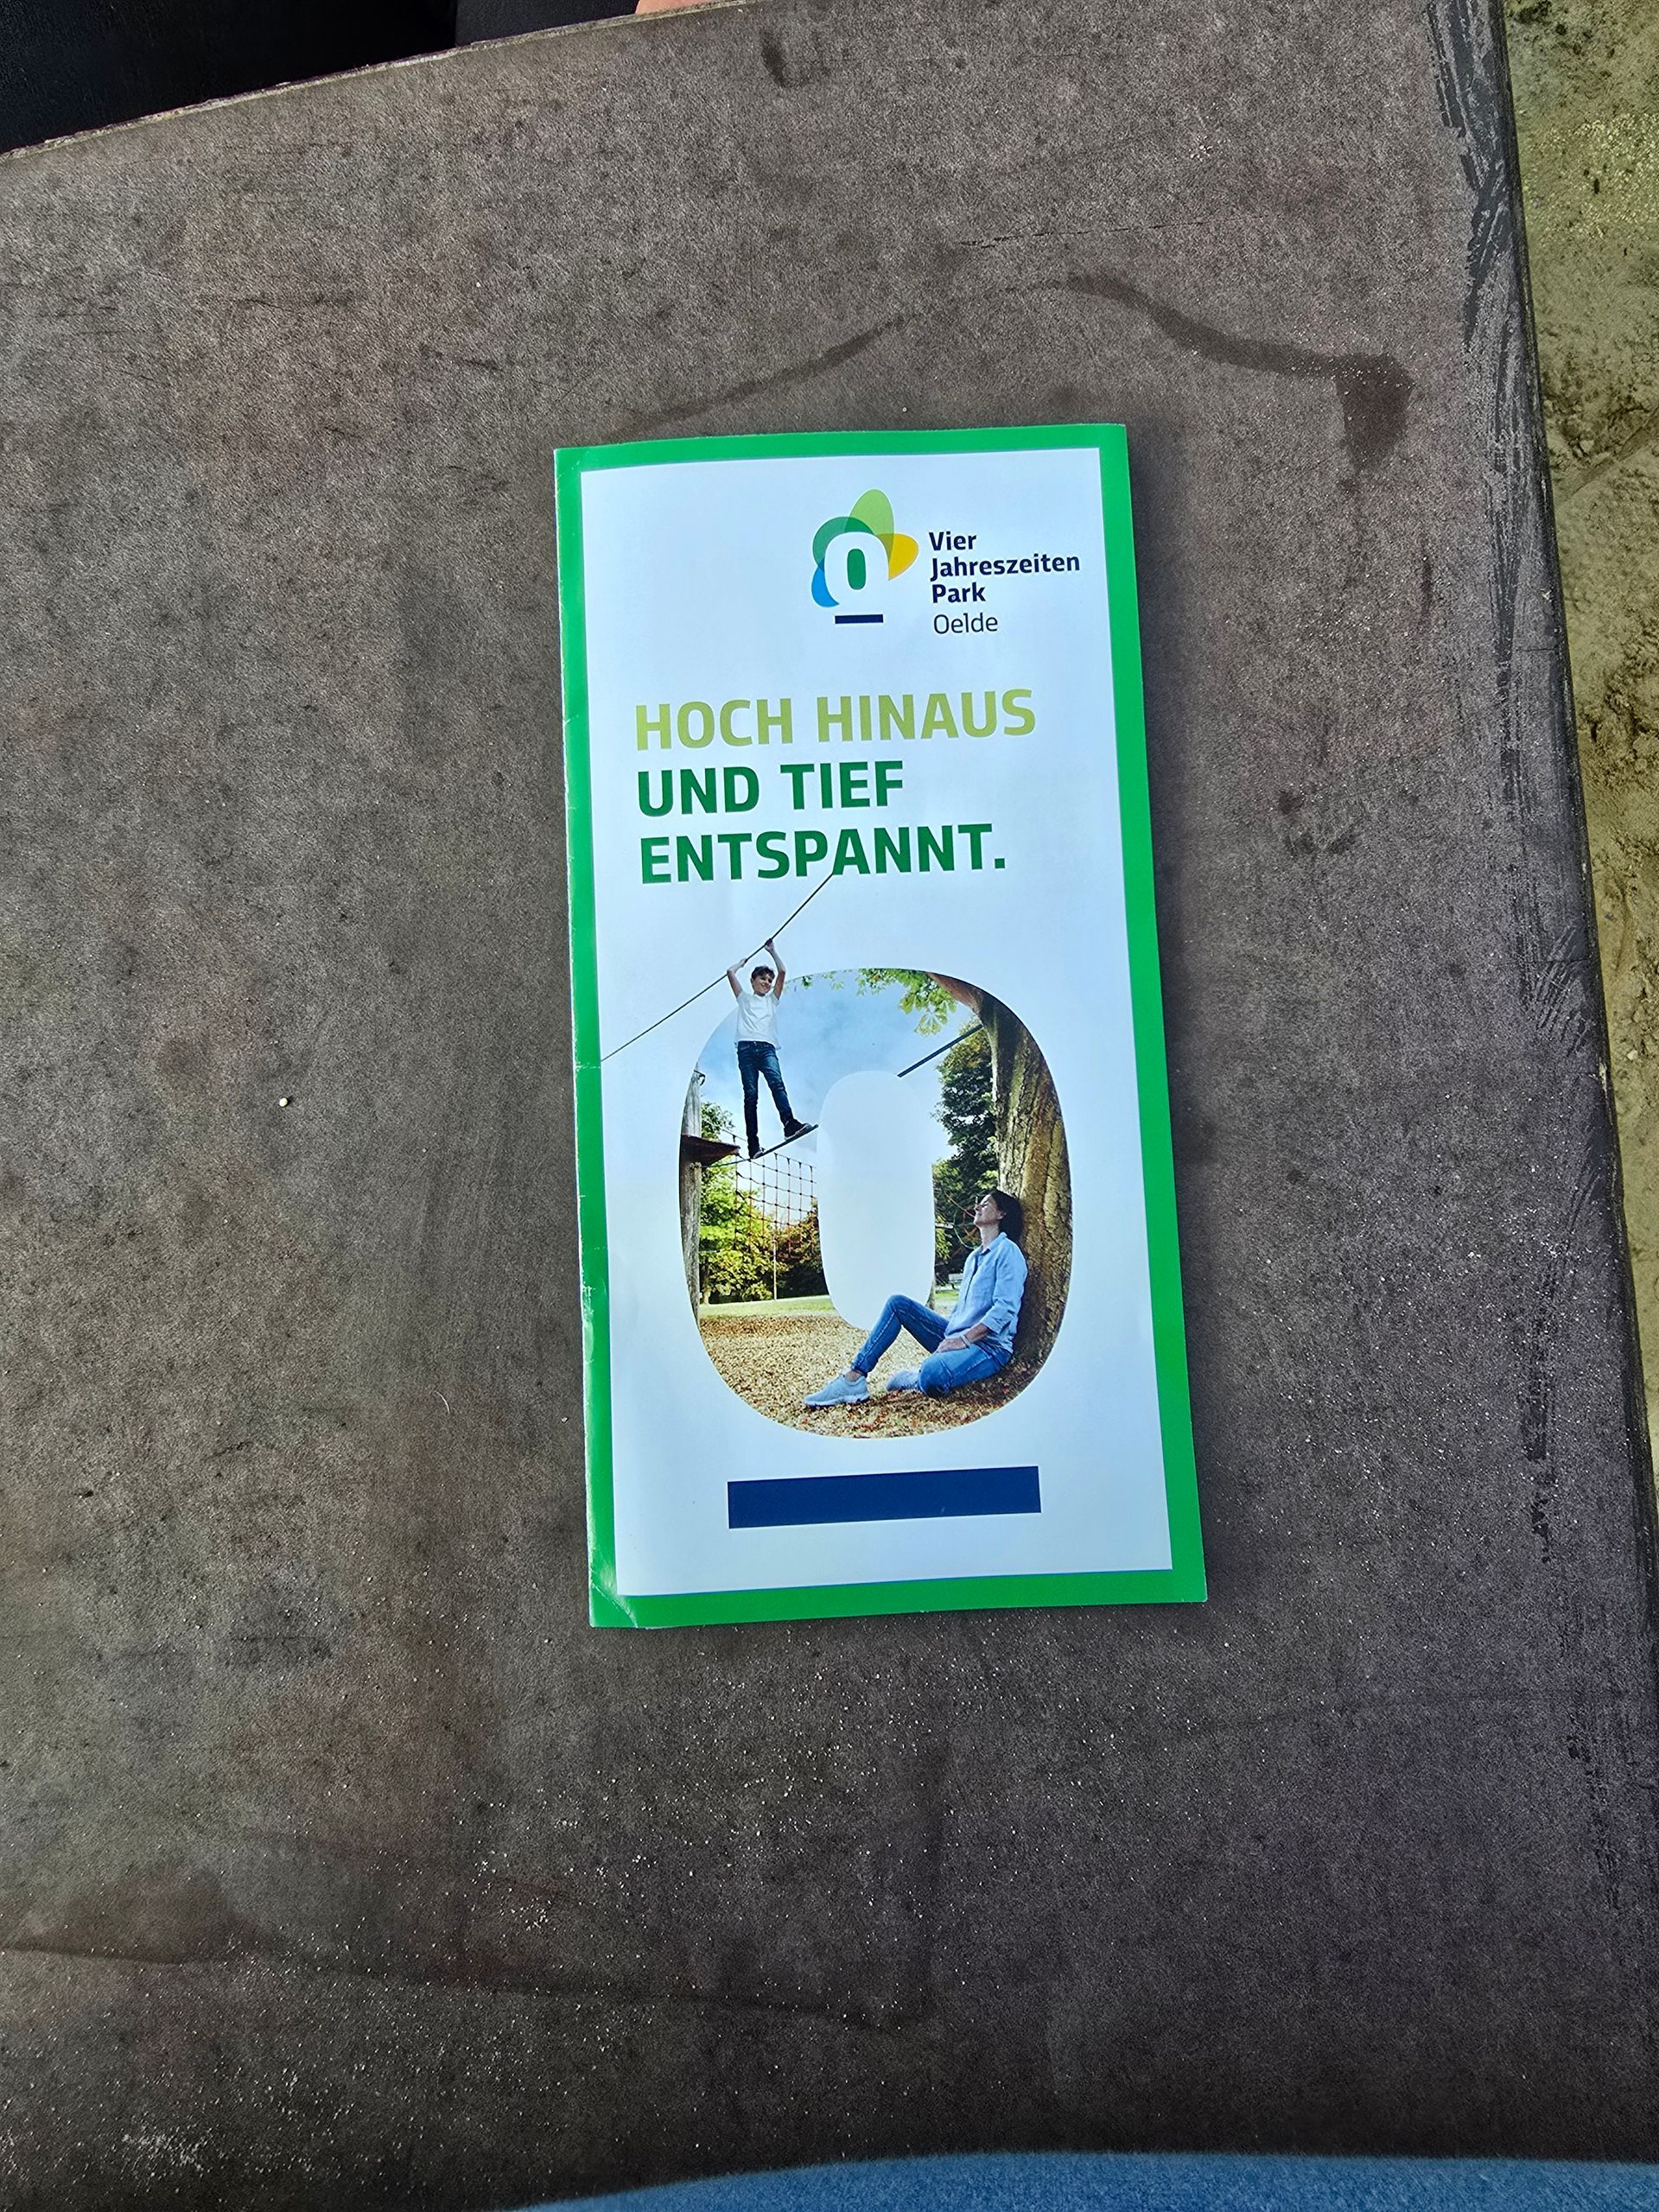 Vier
Jahreszeiten
Park
Oelde
HOCH HINAUS
UND TIEF
ENTSPANNT.